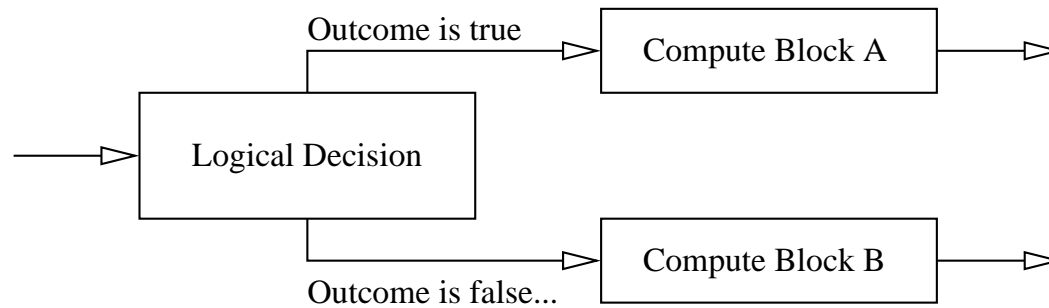 Outcome is true
Compute Block A
Logical Decision
Compute Block B
Outcome is false...